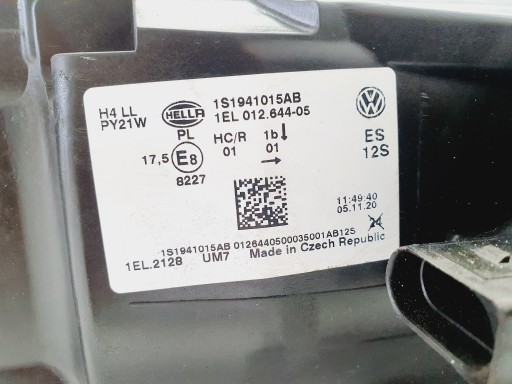 H4 LL
PY21W
HELLA
1S1941015AB
1EL 012.644-05
PL
HC/R 1b
17,5 E8 01 01
8227
ES
12S
11:49:40
05.11.20
1S1941015AB 0126440500035001AB12S
1EL.212B UM7 Made in Czech Republic